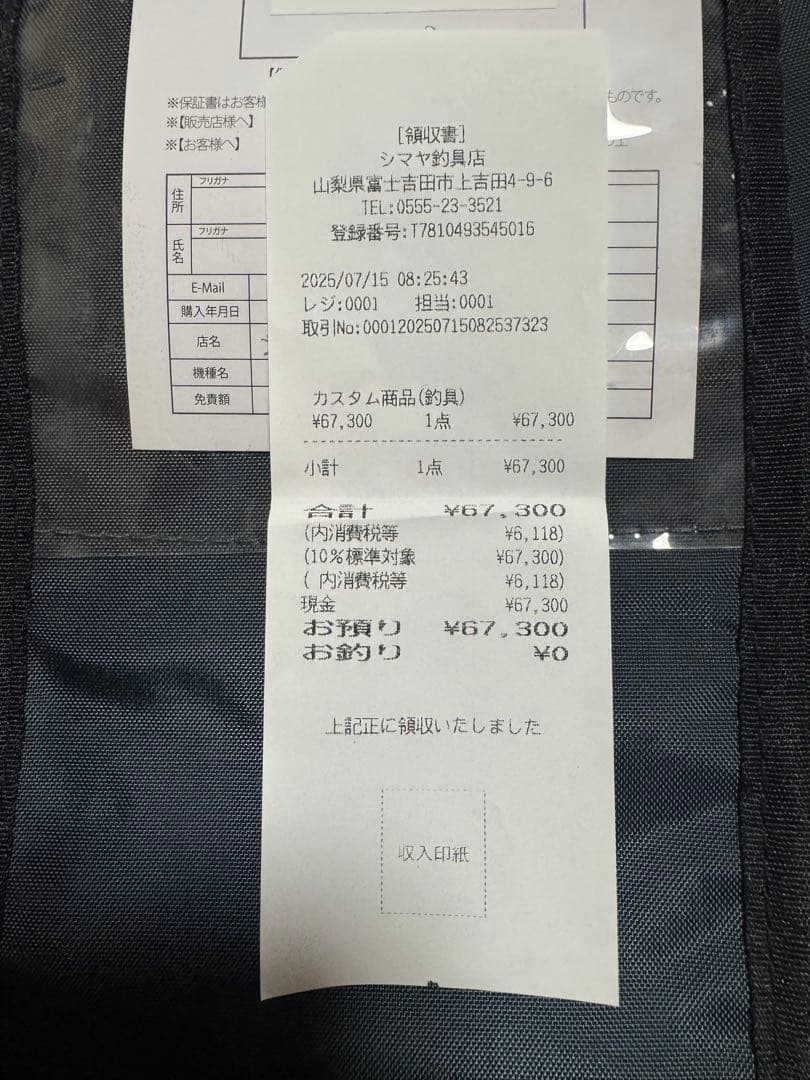 ※保証書はお客様
ものです。
※【販売店様へ】
※【お客様へ】
フリガナ
住所
フリガナ
氏名
E-Mail
購入年月日
店名
機種名
免責額
[領収書]
シマヤ釣具店
山梨県富士吉田市上吉田4-9-6
TEL:0555-23-3521
登録番号:T7810493545016
2025/07/15 08:25:43
レジ:0001 担当:0001
取引No:000120250715082537323
カスタム商品(釣具)
¥67,300 1点 ¥67,300
小計 1点 ¥67,300
合計 ¥67,300
(内消費税等 ¥6,118)
(10%標準対象 ¥67,300)
( 内消費税等 ¥6,118)
現金 ¥67,300
お預り ¥67,300
お釣り ¥0
上記正に領収いたしました
収入印紙